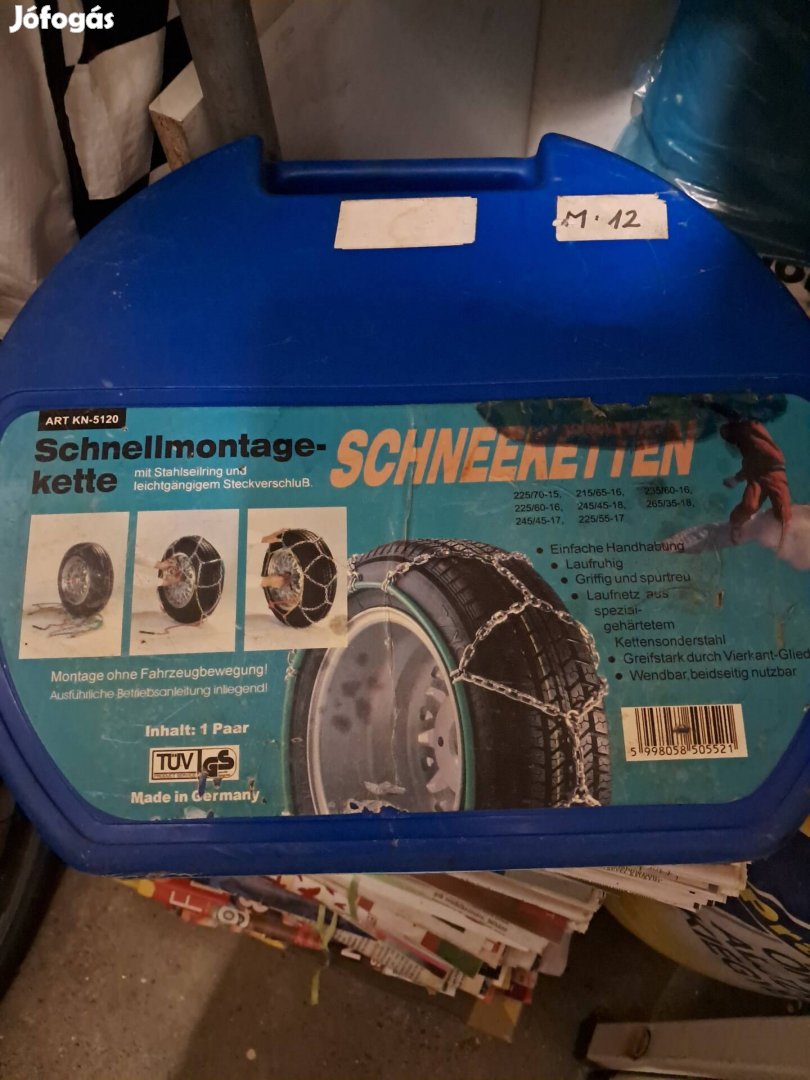 Jófogás
M-12
ART KN-5120
Schnellmontage-
kette mit Stahlseilring und
leichtgängigem Steckverschluß.
SCHNEEKETTEN
225/70-15, 215/65-16, 235/60-16,
225/60-16, 245/45-18, 265/35-18,
245/45-17, 225/55-17
• Einfache Handhabung
• Laufruhig
• Griffig und spurtreu
• Laufnetz aus
spezial-
gehärtetem
Kettensonderstahl
• Greifstark durch Vierkant-Glied
• Wendbar, beidseitig nutzbar
Montage ohne Fahrzeugbewegung!
Ausführliche Betriebsanleitung inliegend!
Inhalt: 1 Paar
TÜV GS
PRODUCT SERVICE
Made in Germany
5 998058 505521